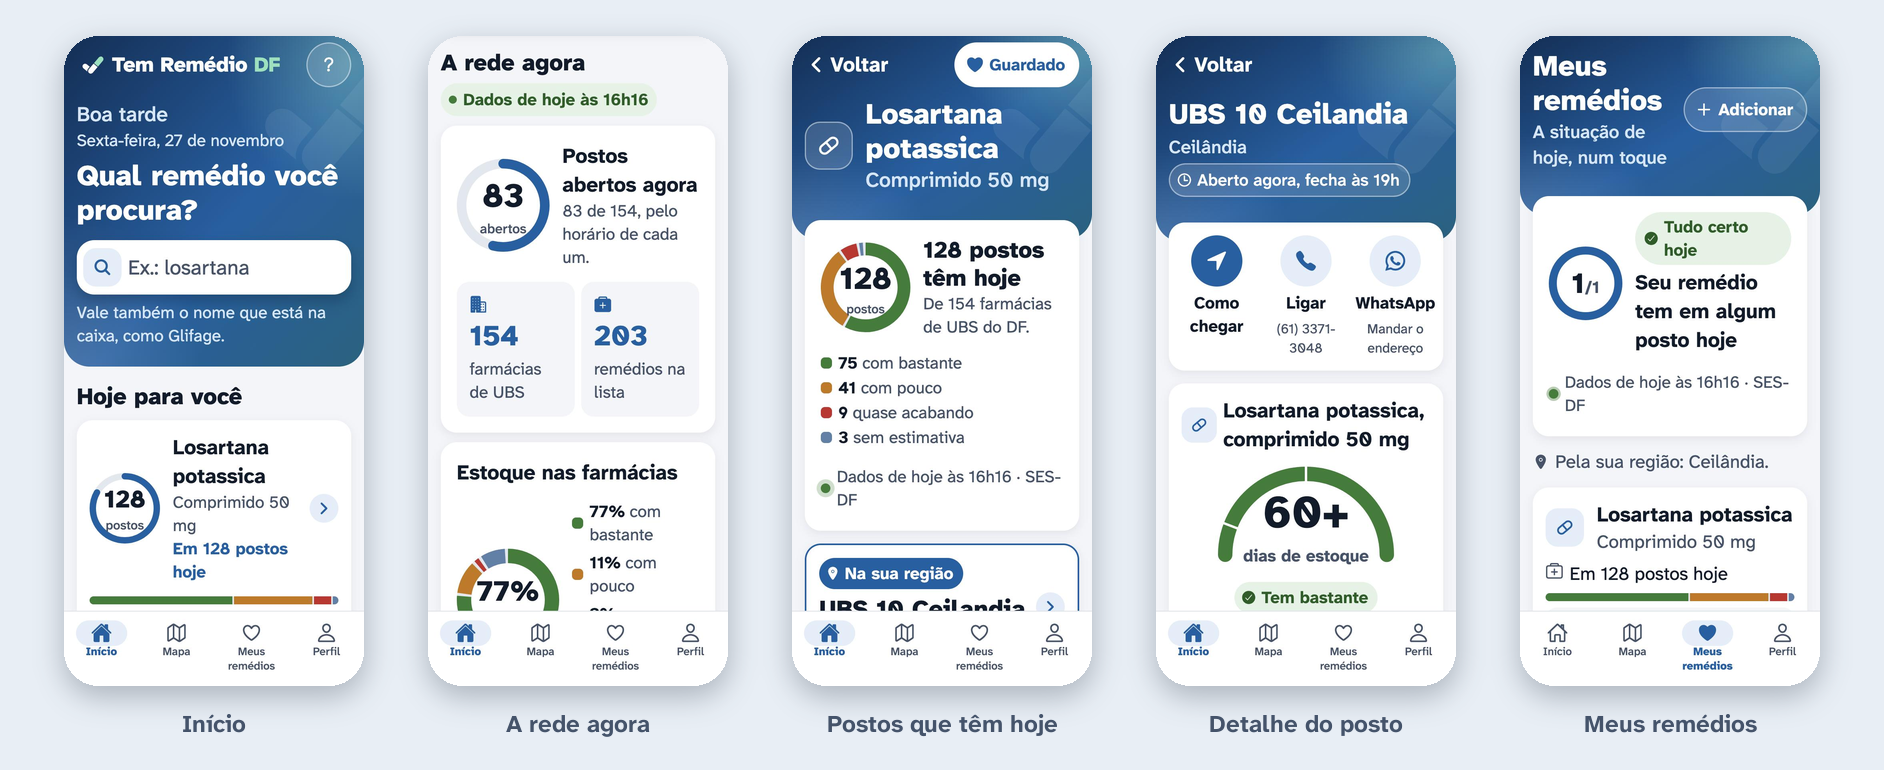 Tem Remédio DF
?
Boa tarde
Sexta-feira, 27 de novembro
Qual remédio você
procura?
Ex.: losartana
Vale também o nome que está na
caixa, como Glifage.
Hoje para você
128
postos
Losartana
potassica
Comprimido 50
mg
Em 128 postos
hoje
Início
Mapa
Meus
remédios
Perfil
Início
A rede agora
Dados de hoje às 16h16
83
abertos
Postos
abertos agora
83 de 154, pelo
horário de cada
um.
154
farmácias
de UBS
203
remédios na
lista
Estoque nas farmácias
77%
77% com
bastante
11% com
pouco
Início
Mapa
Meus
remédios
Perfil
A rede agora
Voltar
Guardado
Losartana
potassica
Comprimido 50 mg
128
postos
128 postos
têm hoje
De 154 farmácias
de UBS do DF.
75 com bastante
41 com pouco
9 quase acabando
3 sem estimativa
Dados de hoje às 16h16 · SES-
DF
Na sua região
UBS 10 Ceilandia
Início
Mapa
Meus
remédios
Perfil
Postos que têm hoje
Voltar
UBS 10 Ceilandia
Ceilândia
Aberto agora, fecha às 19h
Como
chegar
Ligar
(61) 3371-
3048
WhatsApp
Mandar o
endereço
Losartana potassica,
comprimido 50 mg
60+
dias de estoque
Tem bastante
Início
Mapa
Meus
remédios
Perfil
Detalhe do posto
Meus
remédios
A situação de
hoje, num toque
+ Adicionar
1/1
Tudo certo
hoje
Seu remédio
tem em algum
posto hoje
Dados de hoje às 16h16 · SES-
DF
Pela sua região: Ceilândia.
Losartana potassica
Comprimido 50 mg
Em 128 postos hoje
Início
Mapa
Meus
remédios
Perfil
Meus remédios